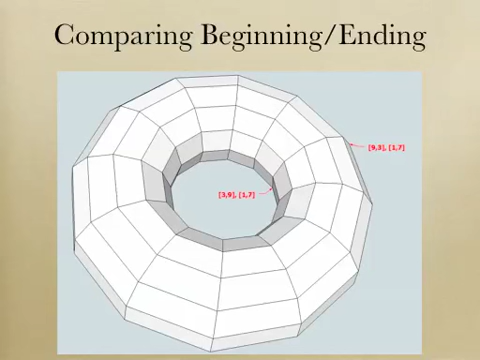 Comparing Beginning/Ending
[9,3], [1,7]
[3,9], [1,7]